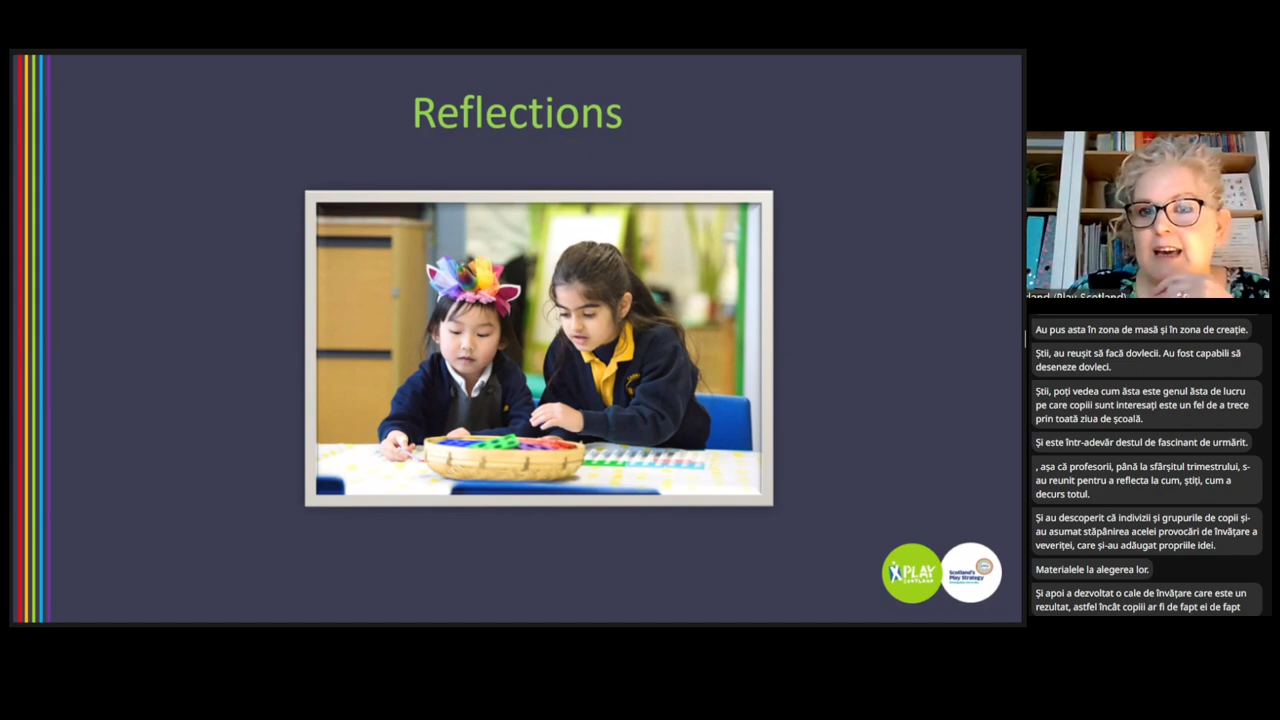 Reflections
PLAY
SCOTLAND
Scotland's
Play Strategy
land (Play Scotland)
Au pus asta în zona de masă și în zona de creație.
Știi, au reușit să facă dovlecii. Au fost capabili să
deseneze dovleci.
Știi, poți vedea cum ăsta este genul ăsta de lucru
pe care copiii sunt interesați este un fel de a trece
prin toată ziua de școală.
Și este într-adevăr destul de fascinant de urmărit.
, așa că profesorii, până la sfârșitul trimestrului, s-
au reunit pentru a reflecta la cum, știți, cum a
decurs totul.
Și au descoperit că indivizii și grupurile de copii și-
au asumat stăpânirea acelei provocări de învățare a
veveriței, care și-au adăugat propriile idei.
Materialele la alegerea lor.
Și apoi a dezvoltat o cale de învățare care este un
rezultat, astfel încât copiii ar fi de fapt ei de fapt